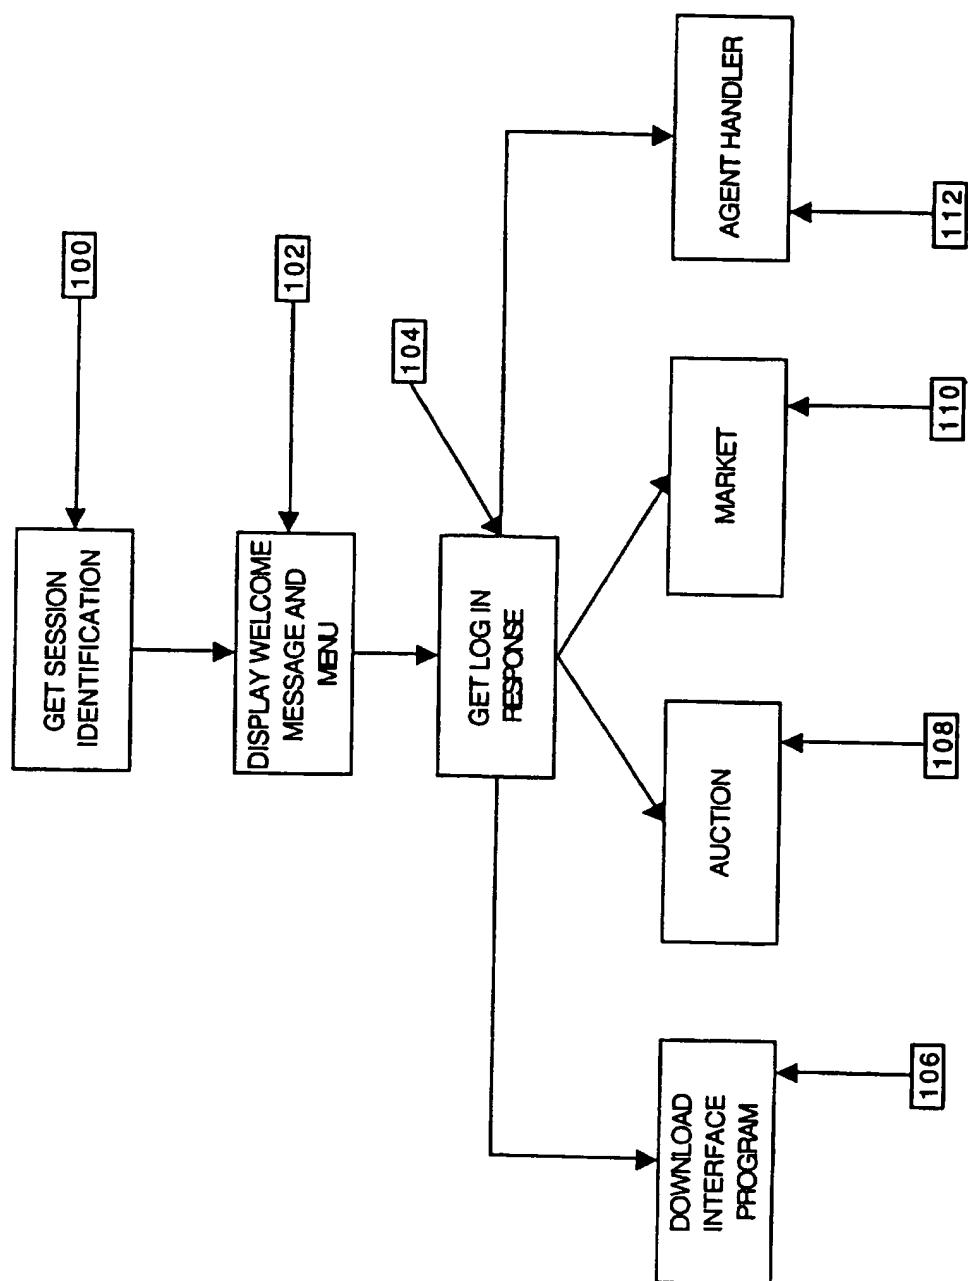 GET SESSION
IDENTIFICATION
100
DISPLAY WELCOME
MESSAGE AND
MENU
102
GET LOG IN
RESPONSE
104
DOWNLOAD
INTERFACE
PROGRAM
106
AUCTION
108
MARKET
110
AGENT HANDLER
112